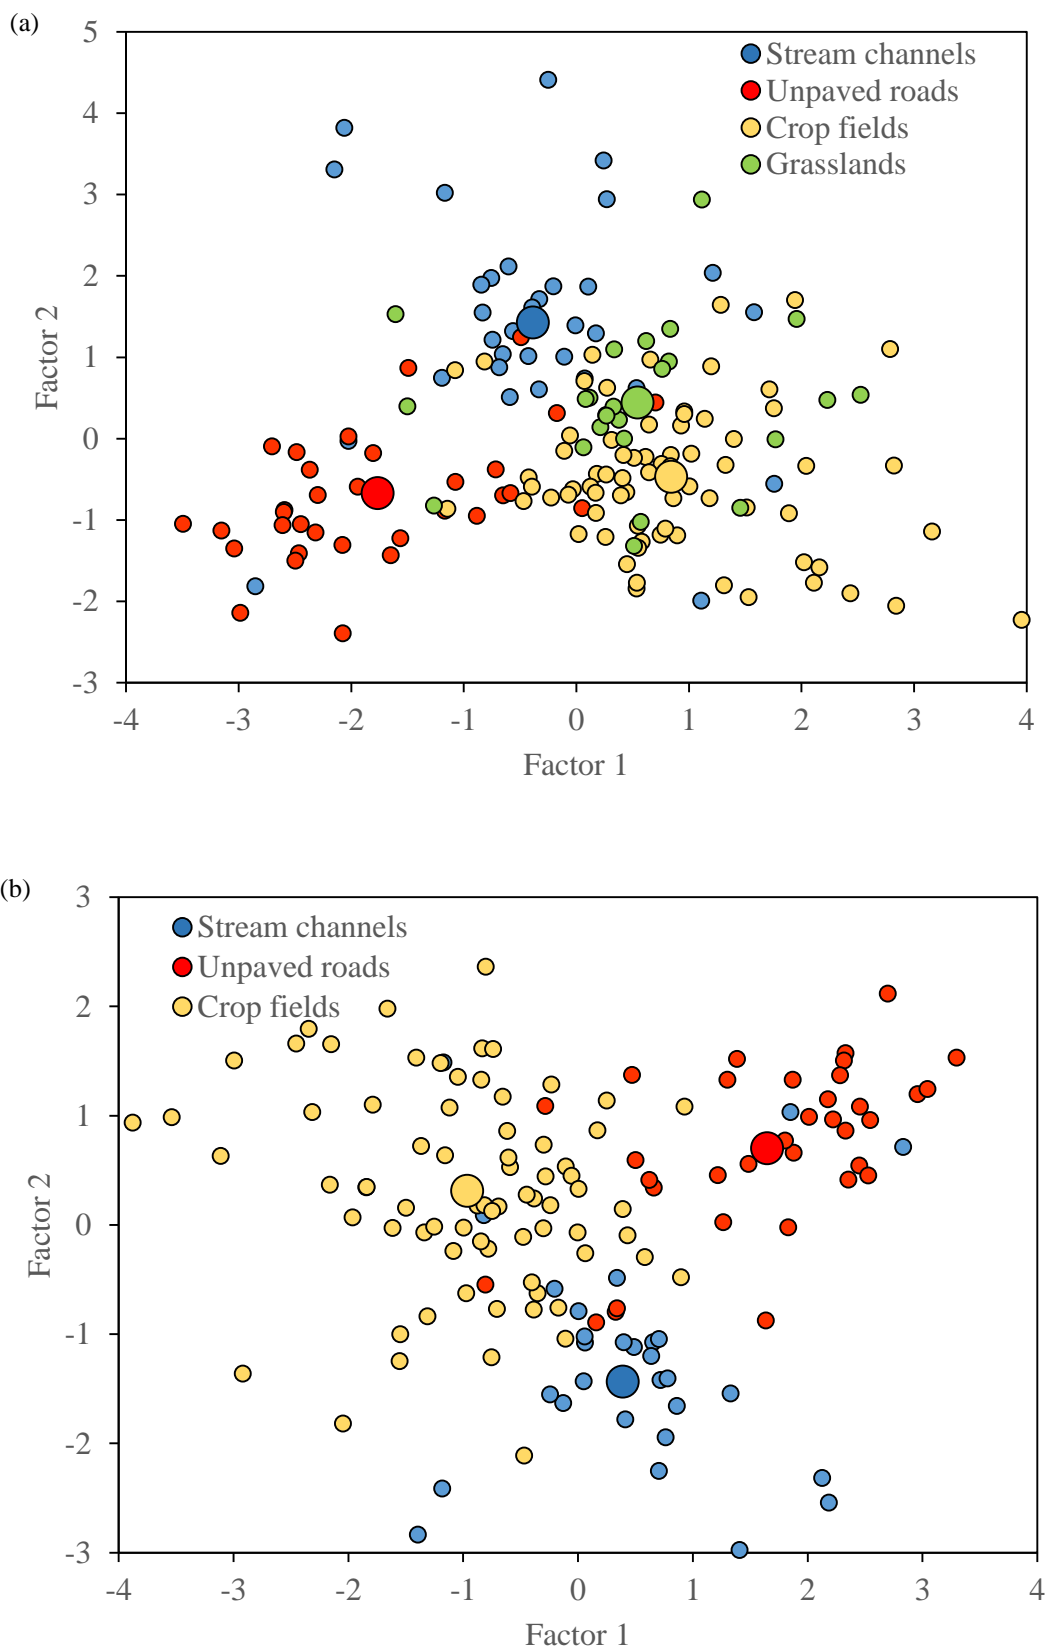 (a)
5
4
3
2
1
0
-1
-2
-3
Factor 2
Stream channels
Unpaved roads
Crop fields
Grasslands
-4 -3 -2 -1 0 1 2 3 4
Factor 1
(b)
3
2
1
0
-1
-2
-3
Factor 2
Stream channels
Unpaved roads
Crop fields
-4 -3 -2 -1 0 1 2 3 4
Factor 1